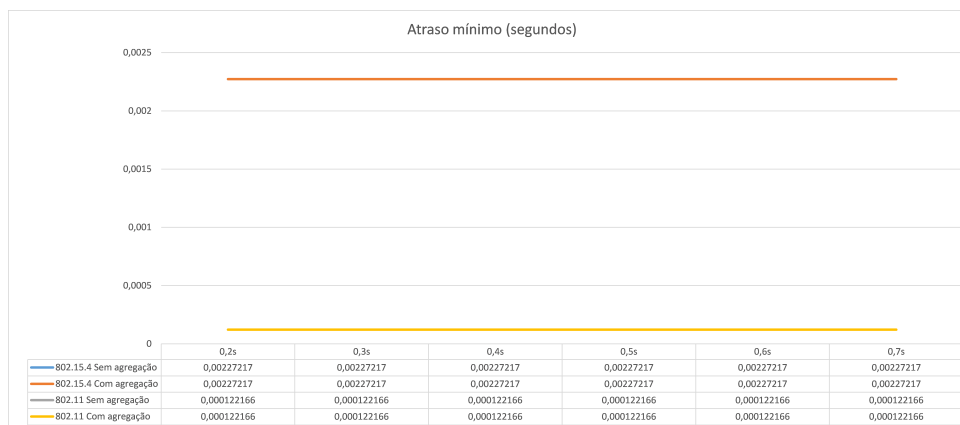 Atraso mínimo (segundos)
0,0025
0,002
0,0015
0,001
0,0005
0
0,2s 0,3s 0,4s 0,5s 0,6s 0,7s
802.15.4 Sem agregação 0,00227217 0,00227217 0,00227217 0,00227217 0,00227217 0,00227217
802.15.4 Com agregação 0,00227217 0,00227217 0,00227217 0,00227217 0,00227217 0,00227217
802.11 Sem agregação 0,000122166 0,000122166 0,000122166 0,000122166 0,000122166 0,000122166
802.11 Com agregação 0,000122166 0,000122166 0,000122166 0,000122166 0,000122166 0,000122166